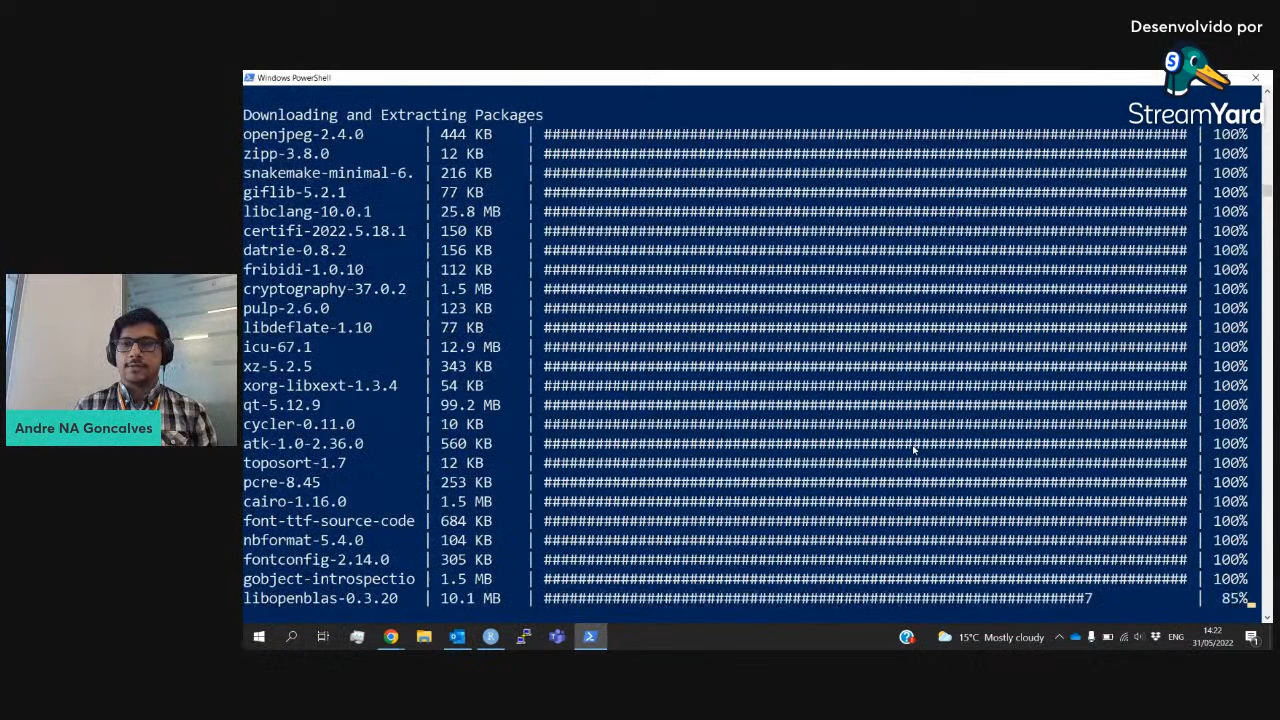 Desenvolvido por
StreamYard
Windows PowerShell
Downloading and Extracting Packages
openjpeg-2.4.0 | 444 KB | ########################################################################### | 100%
zipp-3.8.0 | 12 KB | ########################################################################### | 100%
snakemake-minimal-6. | 216 KB | ########################################################################### | 100%
giflib-5.2.1 | 77 KB | ########################################################################### | 100%
libclang-10.0.1 | 25.8 MB | ########################################################################### | 100%
certifi-2022.5.18.1 | 150 KB | ########################################################################### | 100%
datrie-0.8.2 | 156 KB | ########################################################################### | 100%
fribidi-1.0.10 | 112 KB | ########################################################################### | 100%
cryptography-37.0.2 | 1.5 MB | ########################################################################### | 100%
pulp-2.6.0 | 123 KB | ########################################################################### | 100%
libdeflate-1.10 | 77 KB | ########################################################################### | 100%
icu-67.1 | 12.9 MB | ########################################################################### | 100%
xz-5.2.5 | 343 KB | ########################################################################### | 100%
xorg-libxext-1.3.4 | 54 KB | ########################################################################### | 100%
qt-5.12.9 | 99.2 MB | ########################################################################### | 100%
cycler-0.11.0 | 10 KB | ########################################################################### | 100%
atk-1.0-2.36.0 | 560 KB | ########################################################################### | 100%
toposort-1.7 | 12 KB | ########################################################################### | 100%
pcre-8.45 | 253 KB | ########################################################################### | 100%
cairo-1.16.0 | 1.5 MB | ########################################################################### | 100%
font-ttf-source-code | 684 KB | ########################################################################### | 100%
nbformat-5.4.0 | 104 KB | ########################################################################### | 100%
fontconfig-2.14.0 | 305 KB | ########################################################################### | 100%
gobject-introspectio | 1.5 MB | ########################################################################### | 100%
libopenblas-0.3.20 | 10.1 MB | ###############################################################7 | 85%
Andre NA Goncalves
15°C Mostly cloudy
ENG
14:22
31/05/2022